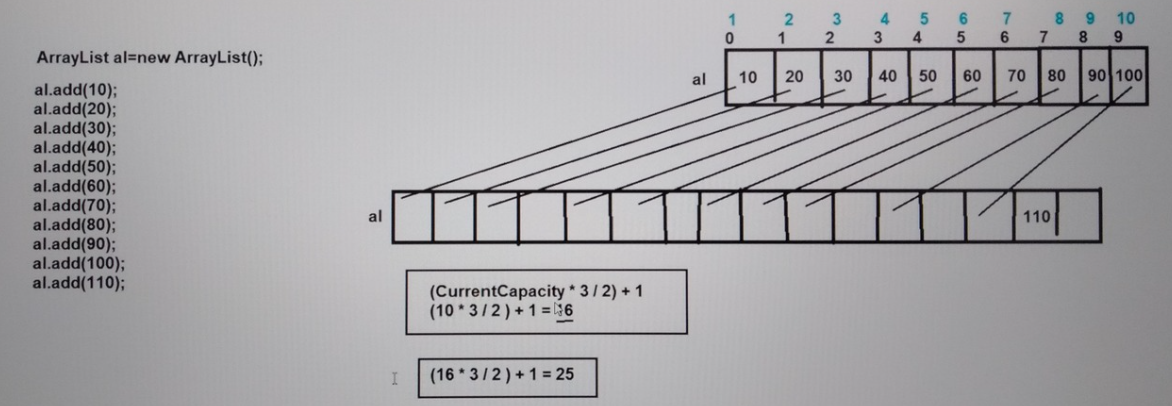 ArrayList al=new ArrayList();
al.add(10);
al.add(20);
al.add(30);
al.add(40);
al.add(50);
al.add(60);
al.add(70);
al.add(80);
al.add(90);
al.add(100);
al.add(110);
1 2 3 4 5 6 7 8 9 10
0 1 2 3 4 5 6 7 8 9
al 10 20 30 40 50 60 70 80 90 100
al 110
(CurrentCapacity * 3 / 2) + 1
(10 * 3 / 2 ) + 1 = 16
(16 * 3 / 2 ) + 1 = 25